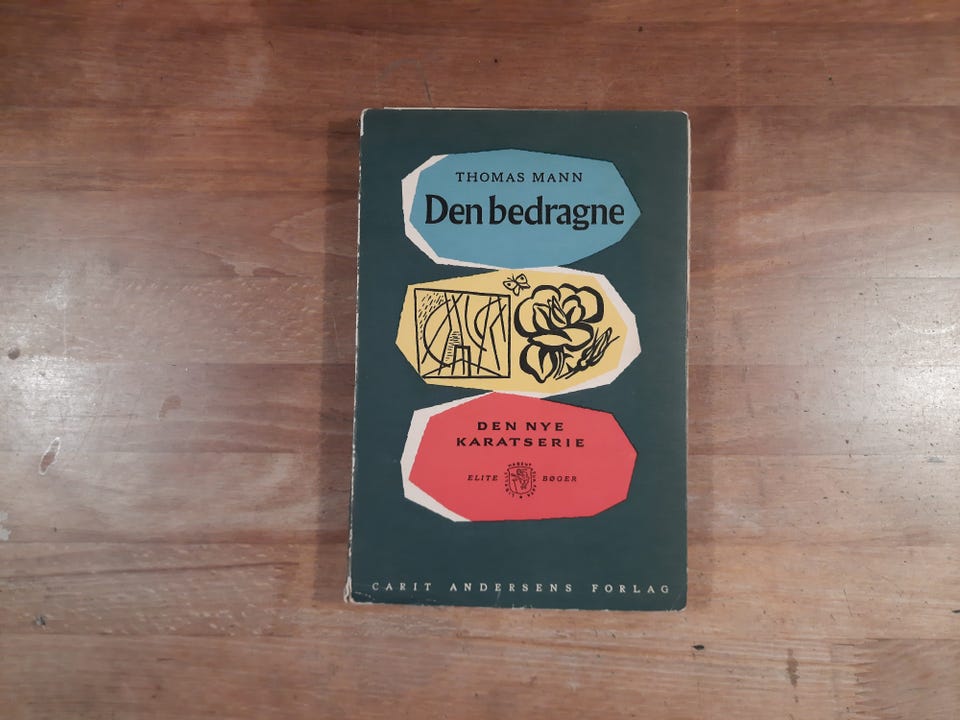 THOMAS MANN
Den bedragne
DEN NYE
KARATSERIE
ELITE BØGER
CARIT ANDERSENS FORLAG